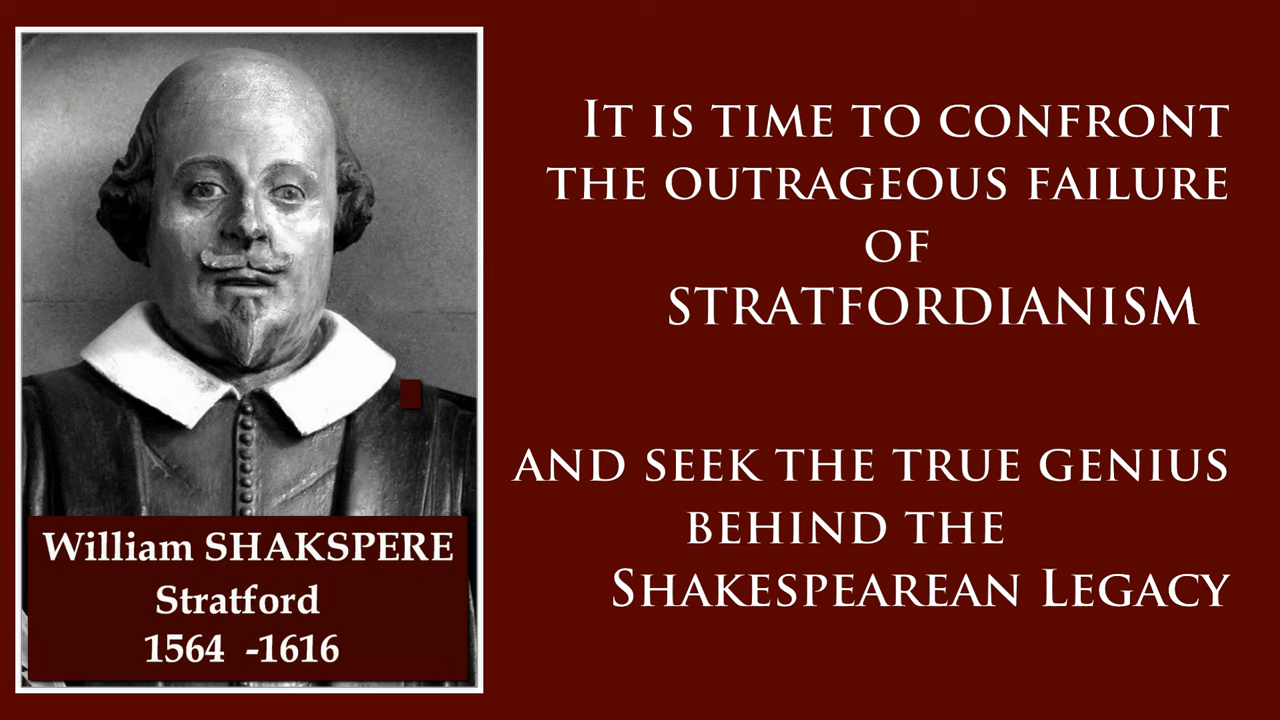 William SHAKSPERE
Stratford
1564 -1616
It is time to confront
the outrageous failure
of
STRATFORDIANISM
and seek the true genius
behind the
Shakespearean Legacy